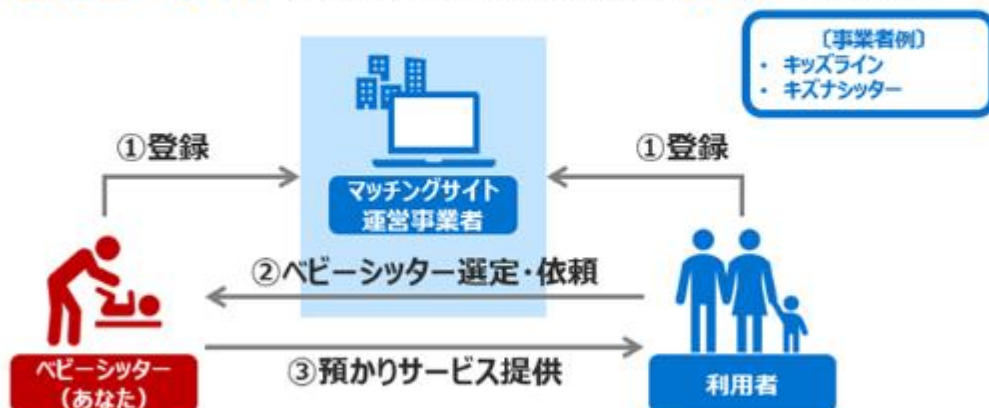 〔事業者例〕
・ キッズライン
・ キズナシッター
①登録
①登録
マッチングサイト
運営事業者
②ベビーシッター選定・依頼
③預かりサービス提供
ベビーシッター
(あなた)
利用者